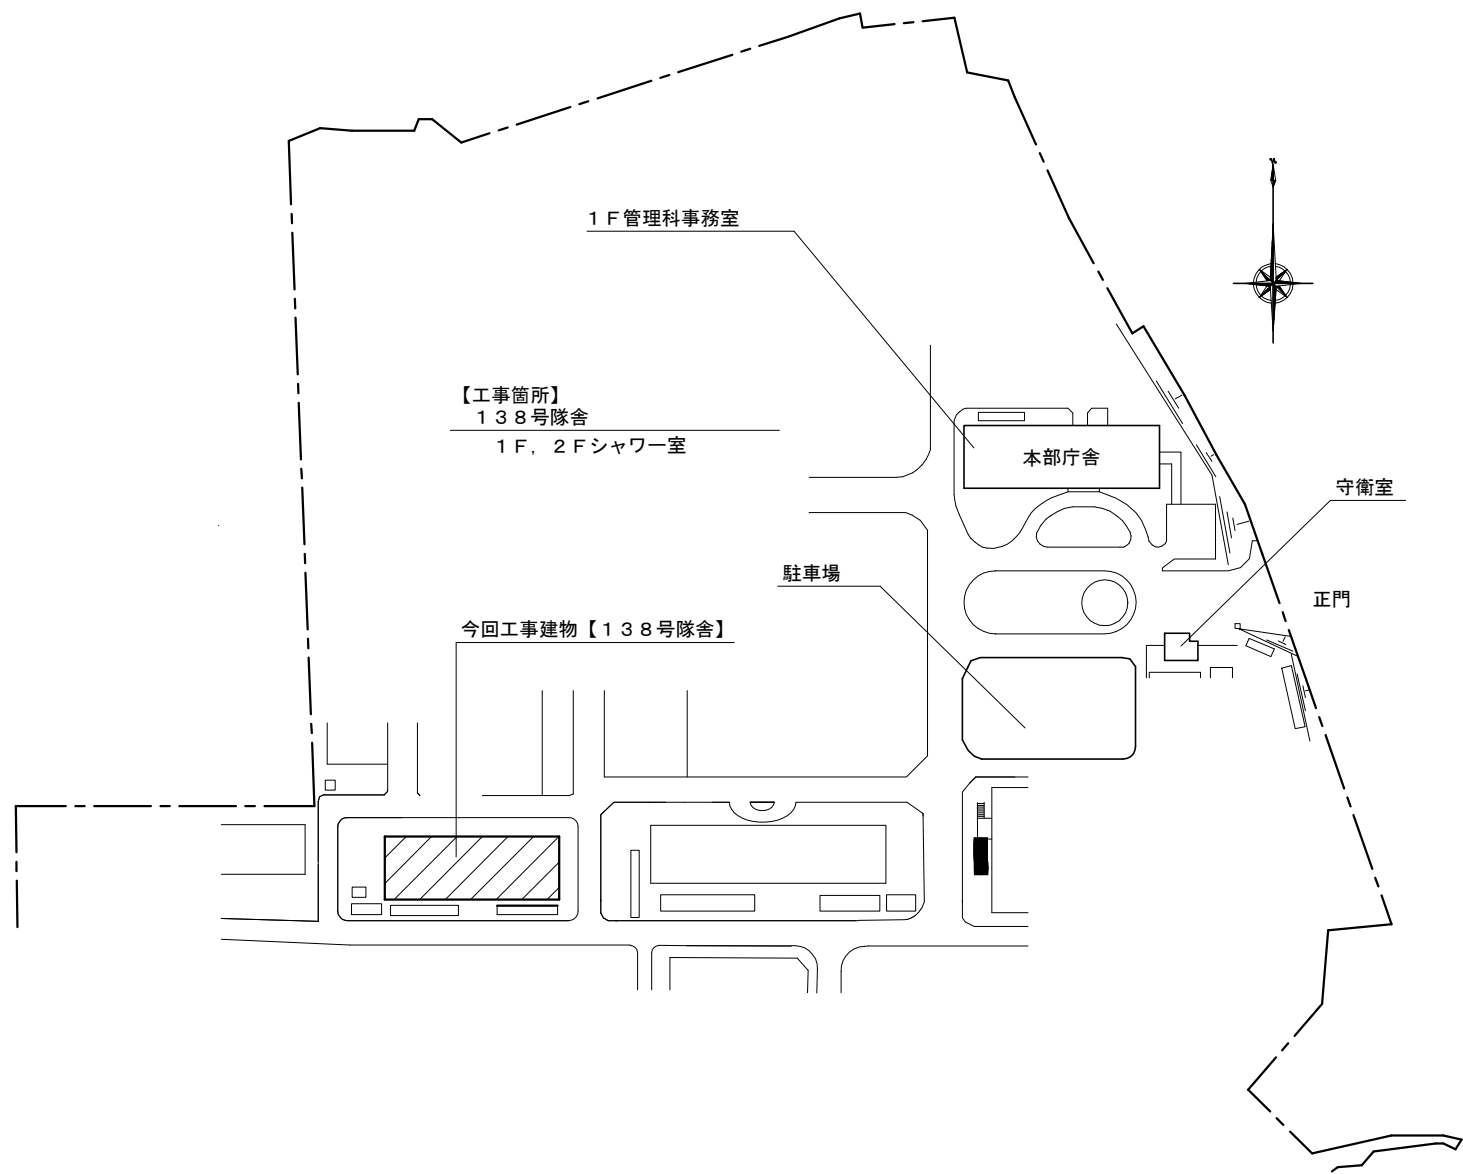 １Ｆ管理科事務室
【工事箇所】
１３８号隊舎
１Ｆ，２Ｆシャワー室
本部庁舎
守衛室
駐車場
正門
今回工事建物【１３８号隊舎】